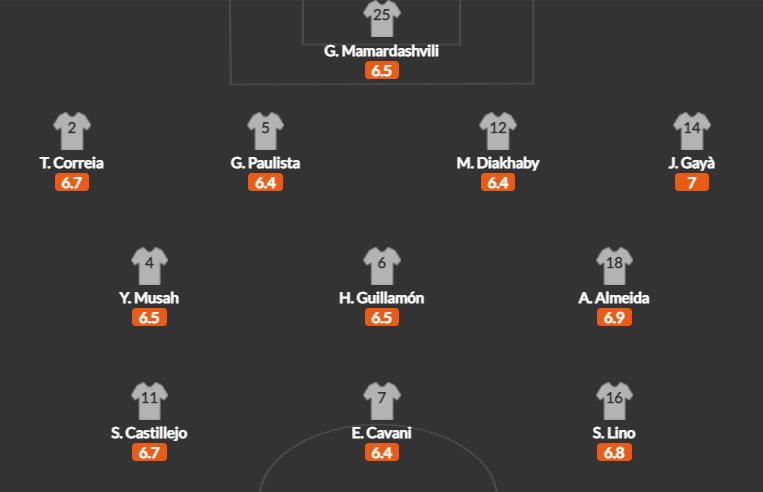 25
G. Mamardashvili
6.5
2 5 12 14
T. Correia G. Paulista M. Diakhaby J. Gayà
6.7 6.4 6.4 7
4 6 18
Y. Musah H. Guillamón A. Almeida
6.5 6.5 6.9
11 7 16
S. Castillejo E. Cavani S. Lino
6.7 6.4 6.8